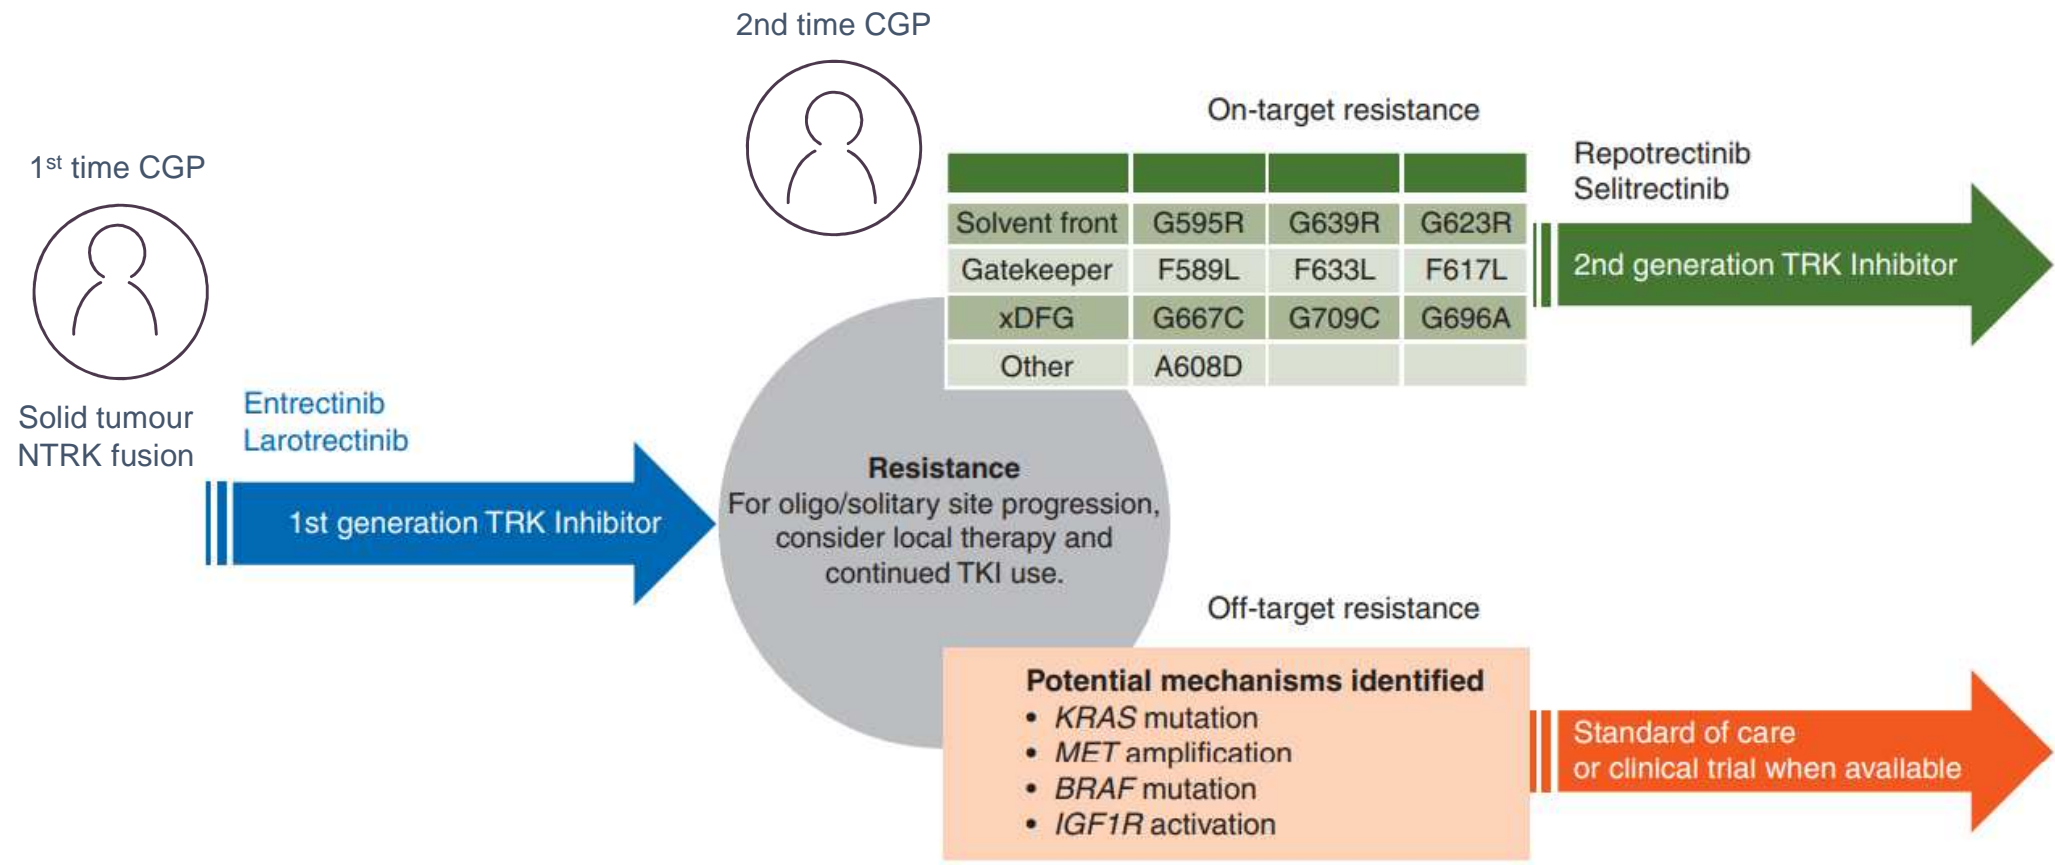 1st time CGP
Solid tumour
NTRK fusion
Entrectinib
Larotrectinib
1st generation TRK Inhibitor
2nd time CGP
Resistance
For oligo/solitary site progression,
consider local therapy and
continued TKI use.
On-target resistance
Solvent front G595R G639R G623R
Gatekeeper F589L F633L F617L
xDFG G667C G709C G696A
Other A608D
Repotrectinib
Selitrectinib
2nd generation TRK Inhibitor
Off-target resistance
Potential mechanisms identified
• KRAS mutation
• MET amplification
• BRAF mutation
• IGF1R activation
Standard of care
or clinical trial when available